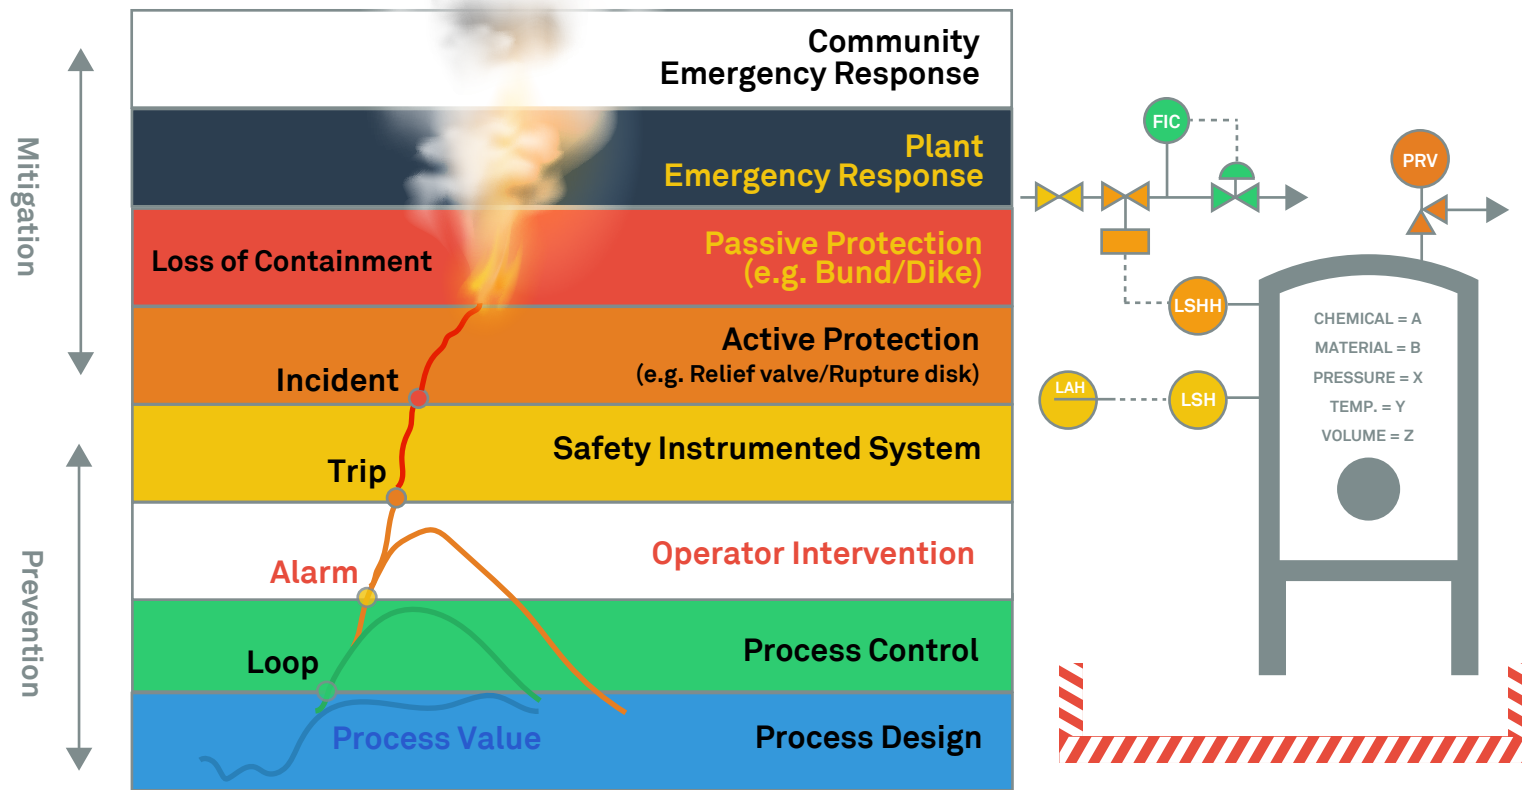 Mitigation
Prevention
Community
Emergency Response
Plant
Emergency Response
Loss of Containment
Passive Protection
(e.g. Bund/Dike)
Incident
Active Protection
(e.g. Relief valve/Rupture disk)
Trip
Safety Instrumented System
Alarm
Operator Intervention
Loop
Process Control
Process Value
Process Design
FIC
PRV
LSHH
LAH
LSH
CHEMICAL = A
MATERIAL = B
PRESSURE = X
TEMP. = Y
VOLUME = Z